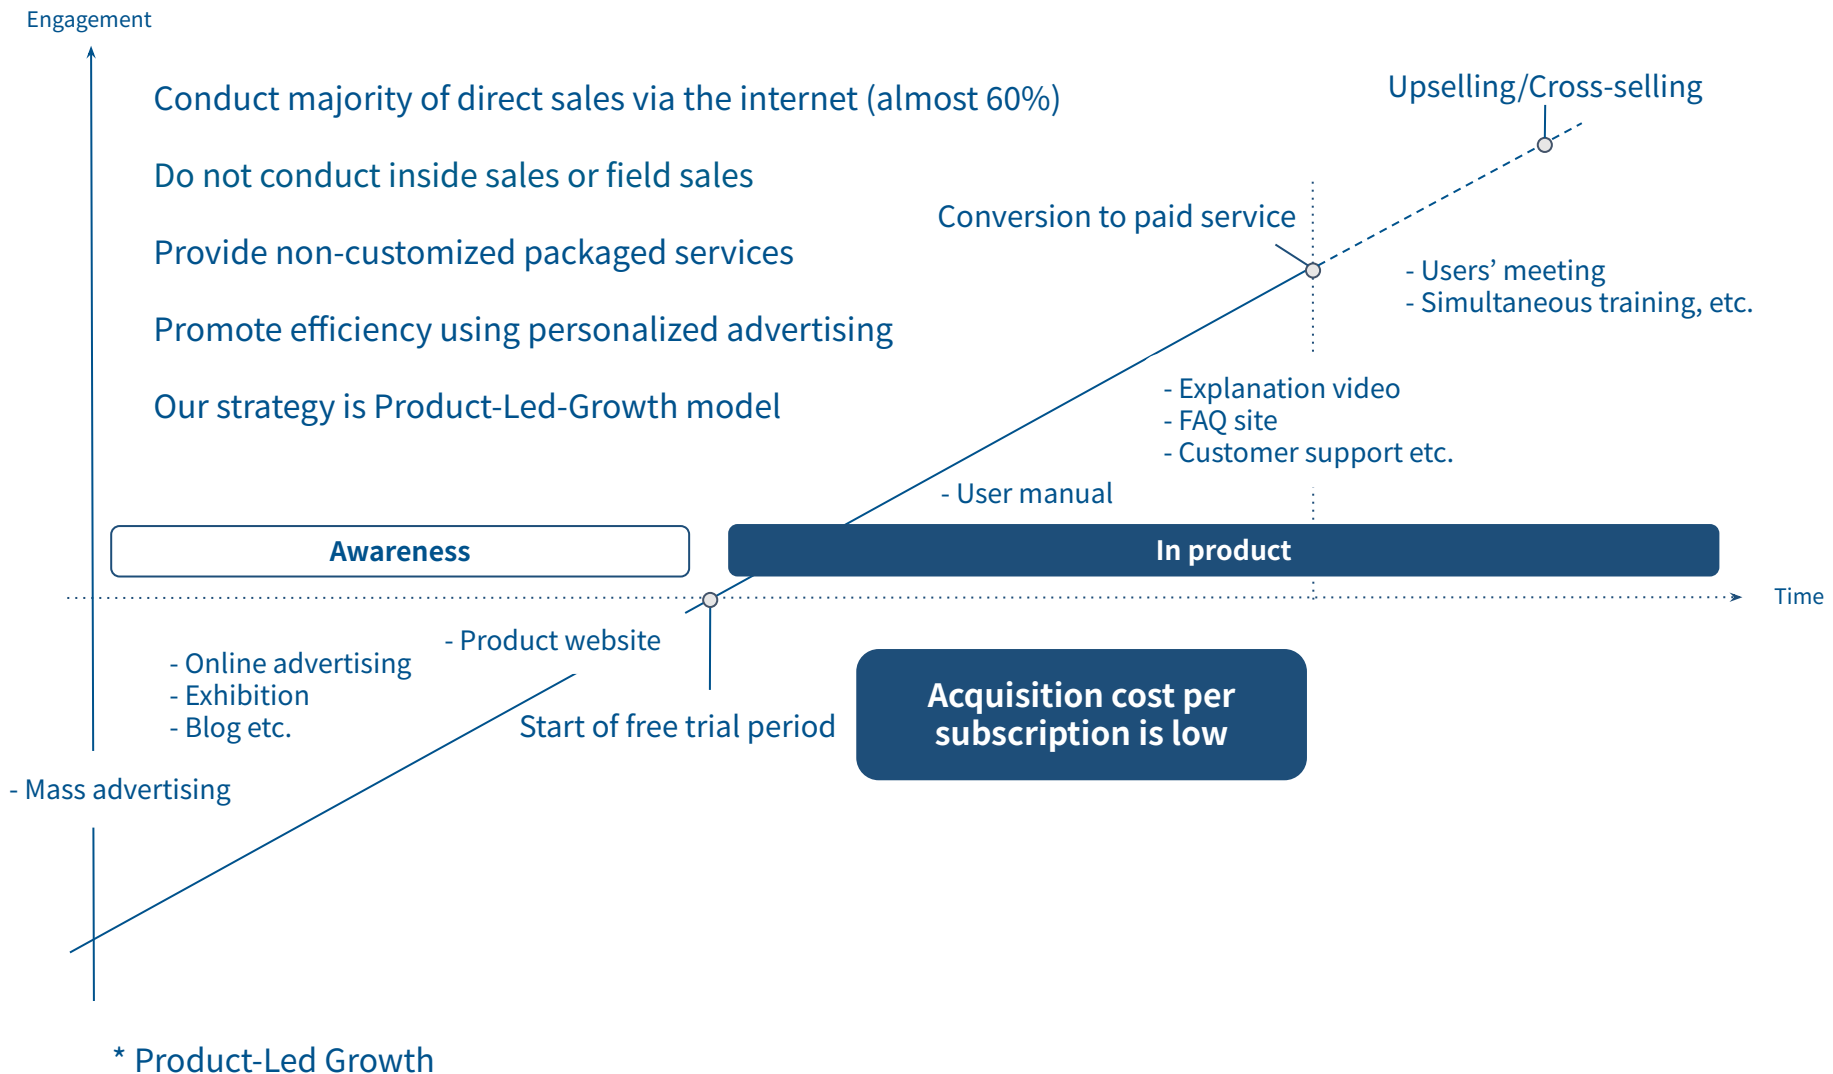 Engagement
Conduct majority of direct sales via the internet (almost 60%)
Do not conduct inside sales or field sales
Provide non-customized packaged services
Promote efficiency using personalized advertising
Our strategy is Product-Led-Growth model
Upselling/Cross-selling
Conversion to paid service
- Users’ meeting
- Simultaneous training, etc.
- Explanation video
- FAQ site
- Customer support etc.
- User manual
Awareness
In product
Time
- Product website
- Online advertising
- Exhibition
- Blog etc.
Start of free trial period
Acquisition cost per
subscription is low
- Mass advertising
* Product-Led Growth